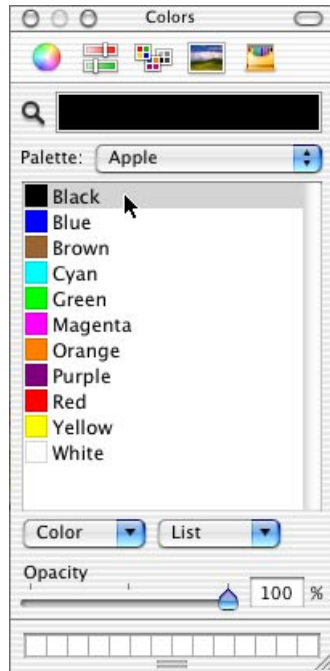 Colors
Palette: Apple
Black
Blue
Brown
Cyan
Green
Magenta
Orange
Purple
Red
Yellow
White
Color List
Opacity
100 %